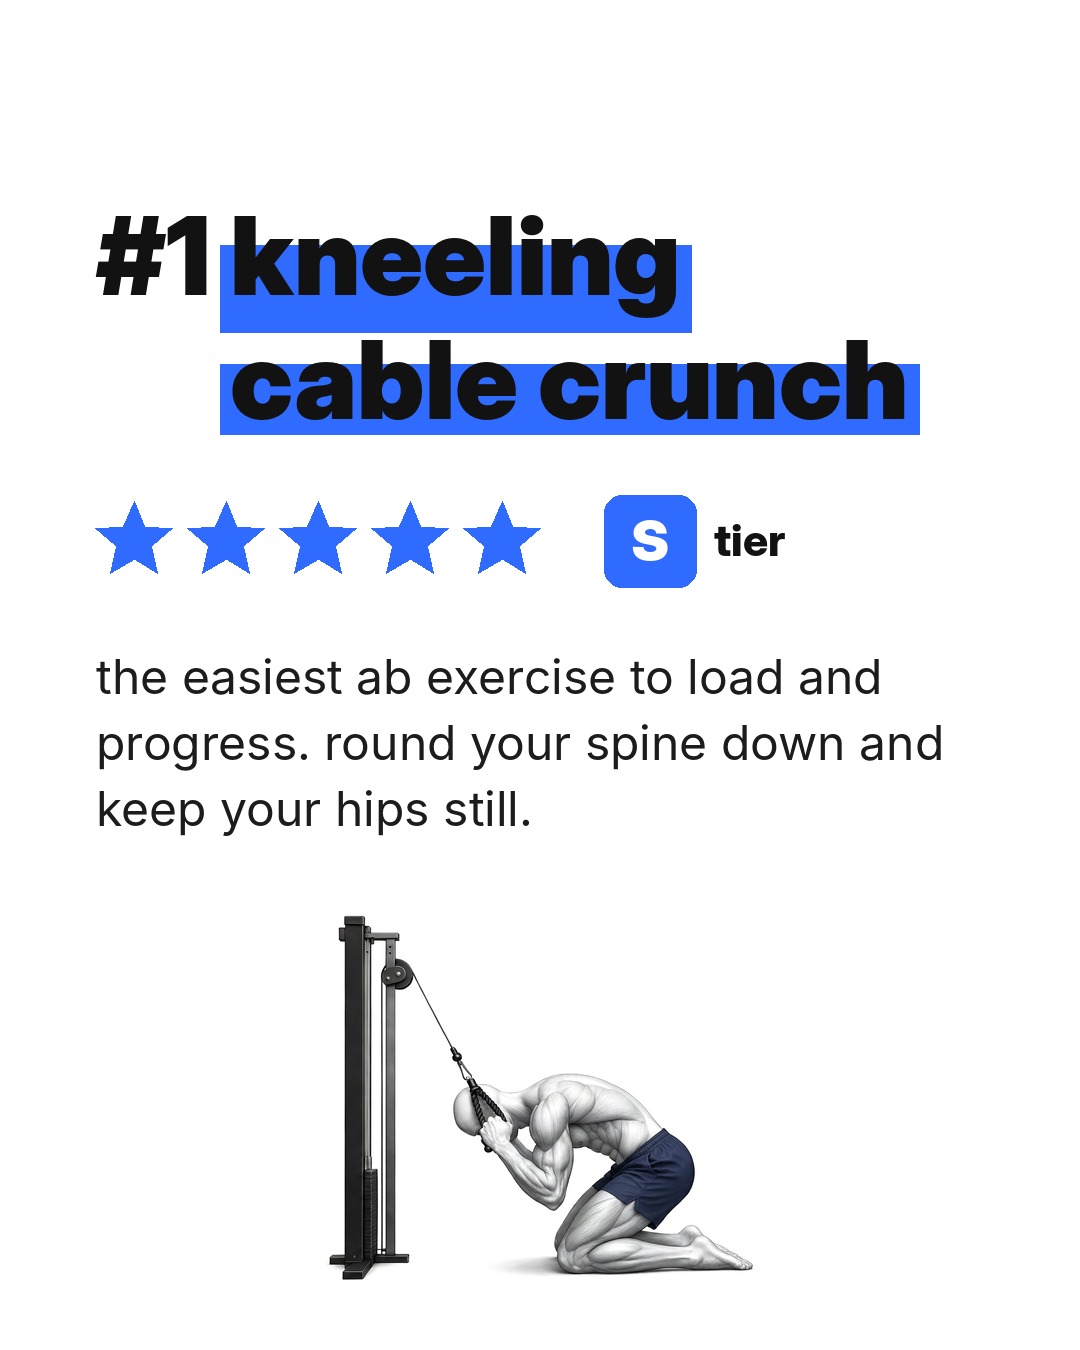 #1 kneeling
cable crunch
S tier
the easiest ab exercise to load and
progress. round your spine down and
keep your hips still.